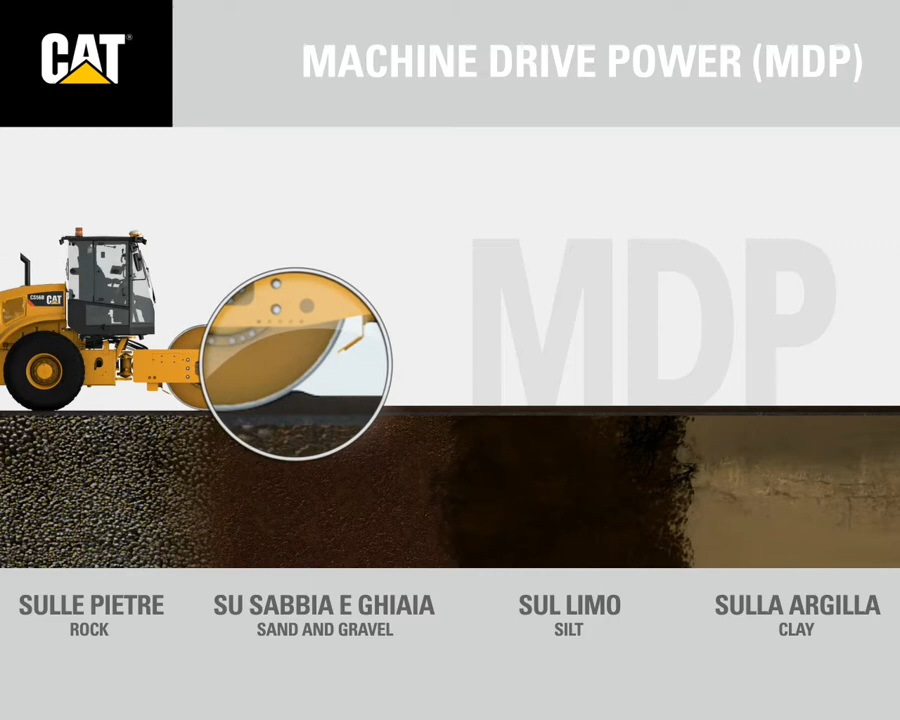 CAT®
MACHINE DRIVE POWER (MDP)
MDP
CS56B CAT
SULLE PIETRE
ROCK
SU SABBIA E GHIAIA
SAND AND GRAVEL
SUL LIMO
SILT
SULLA ARGILLA
CLAY